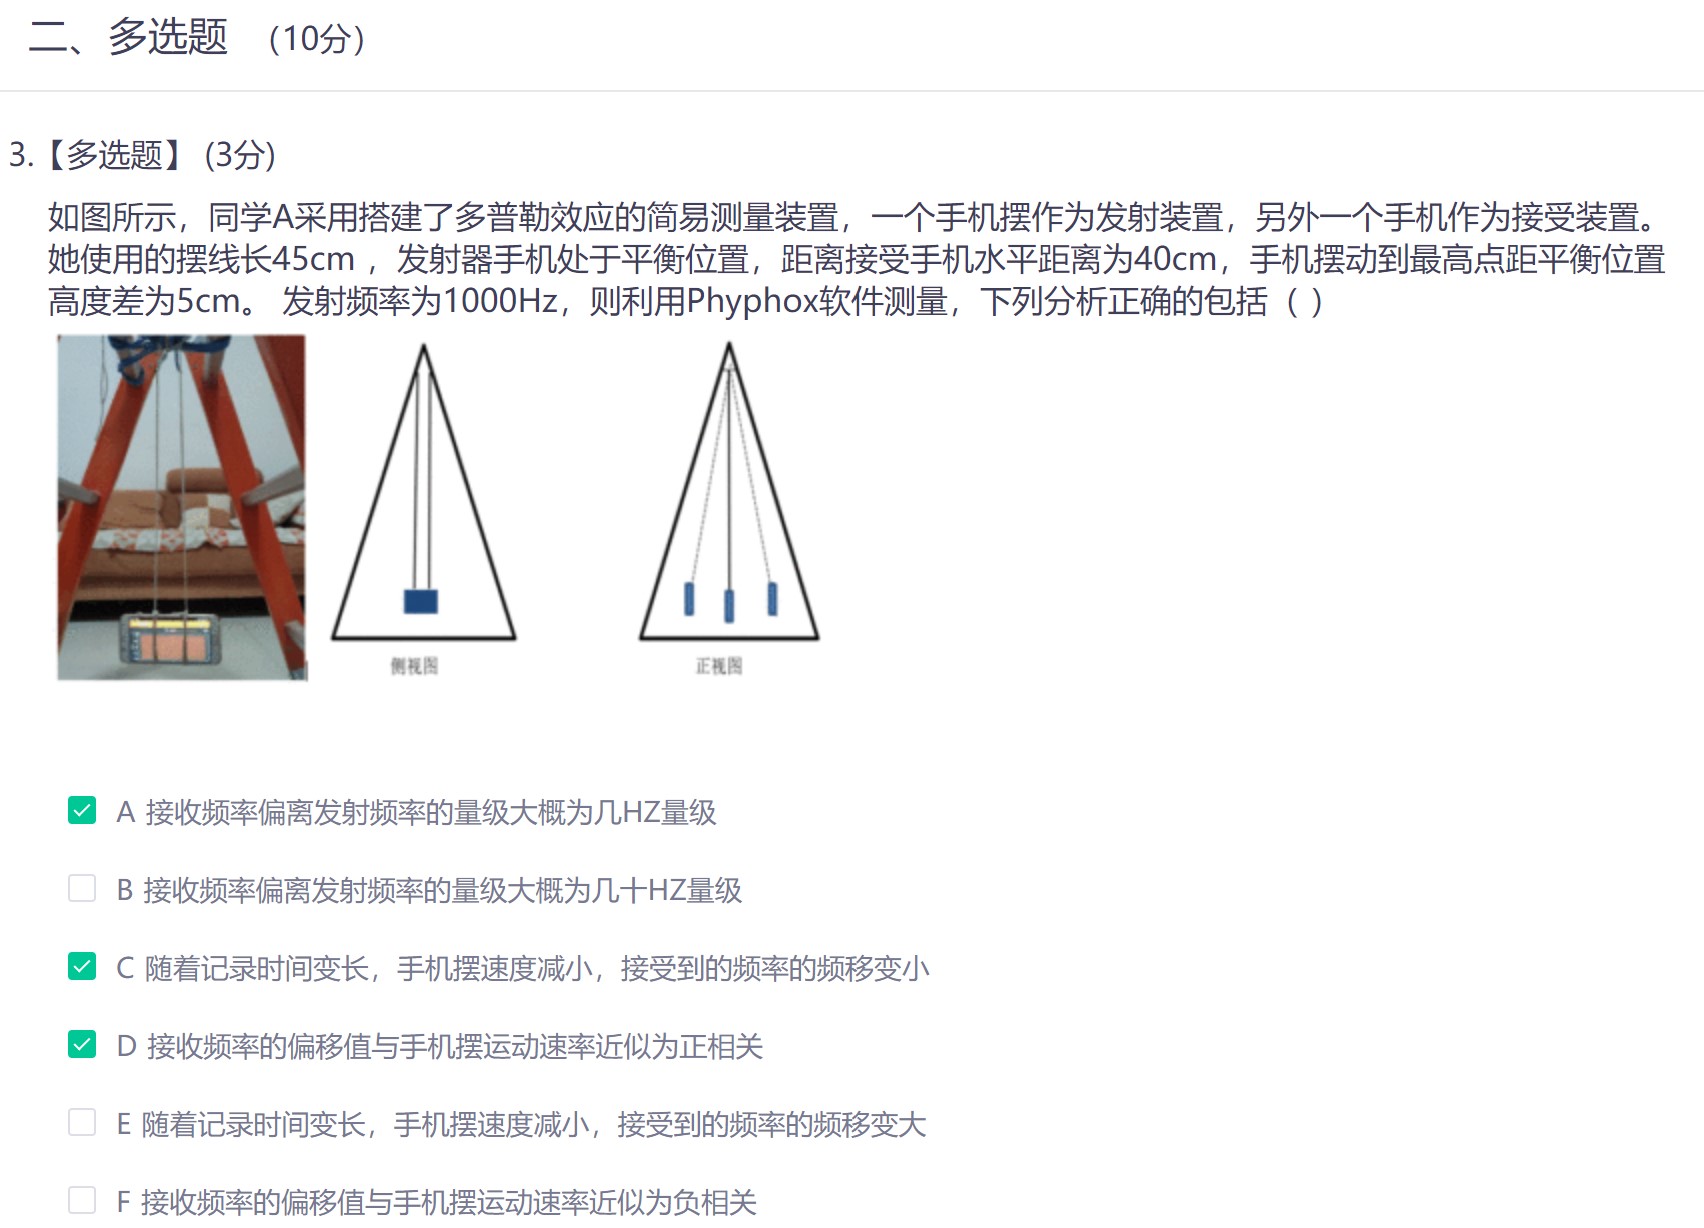 二、多选题 （10分）
3.【多选题】 (3分)
如图所示，同学A采用搭建了多普勒效应的简易测量装置，一个手机摆作为发射装置，另外一个手机作为接受装置。
她使用的摆线长45cm ，发射器手机处于平衡位置，距离接受手机水平距离为40cm，手机摆动到最高点距平衡位置
高度差为5cm。 发射频率为1000Hz，则利用Phyphox软件测量，下列分析正确的包括（ ）
侧视图 正视图
A 接收频率偏离发射频率的量级大概为几HZ量级
B 接收频率偏离发射频率的量级大概为几十HZ量级
C 随着记录时间变长，手机摆速度减小，接受到的频率的频移变小
D 接收频率的偏移值与手机摆运动速率近似为正相关
E 随着记录时间变长，手机摆速度减小，接受到的频率的频移变大
F 接收频率的偏移值与手机摆运动速率近似为负相关